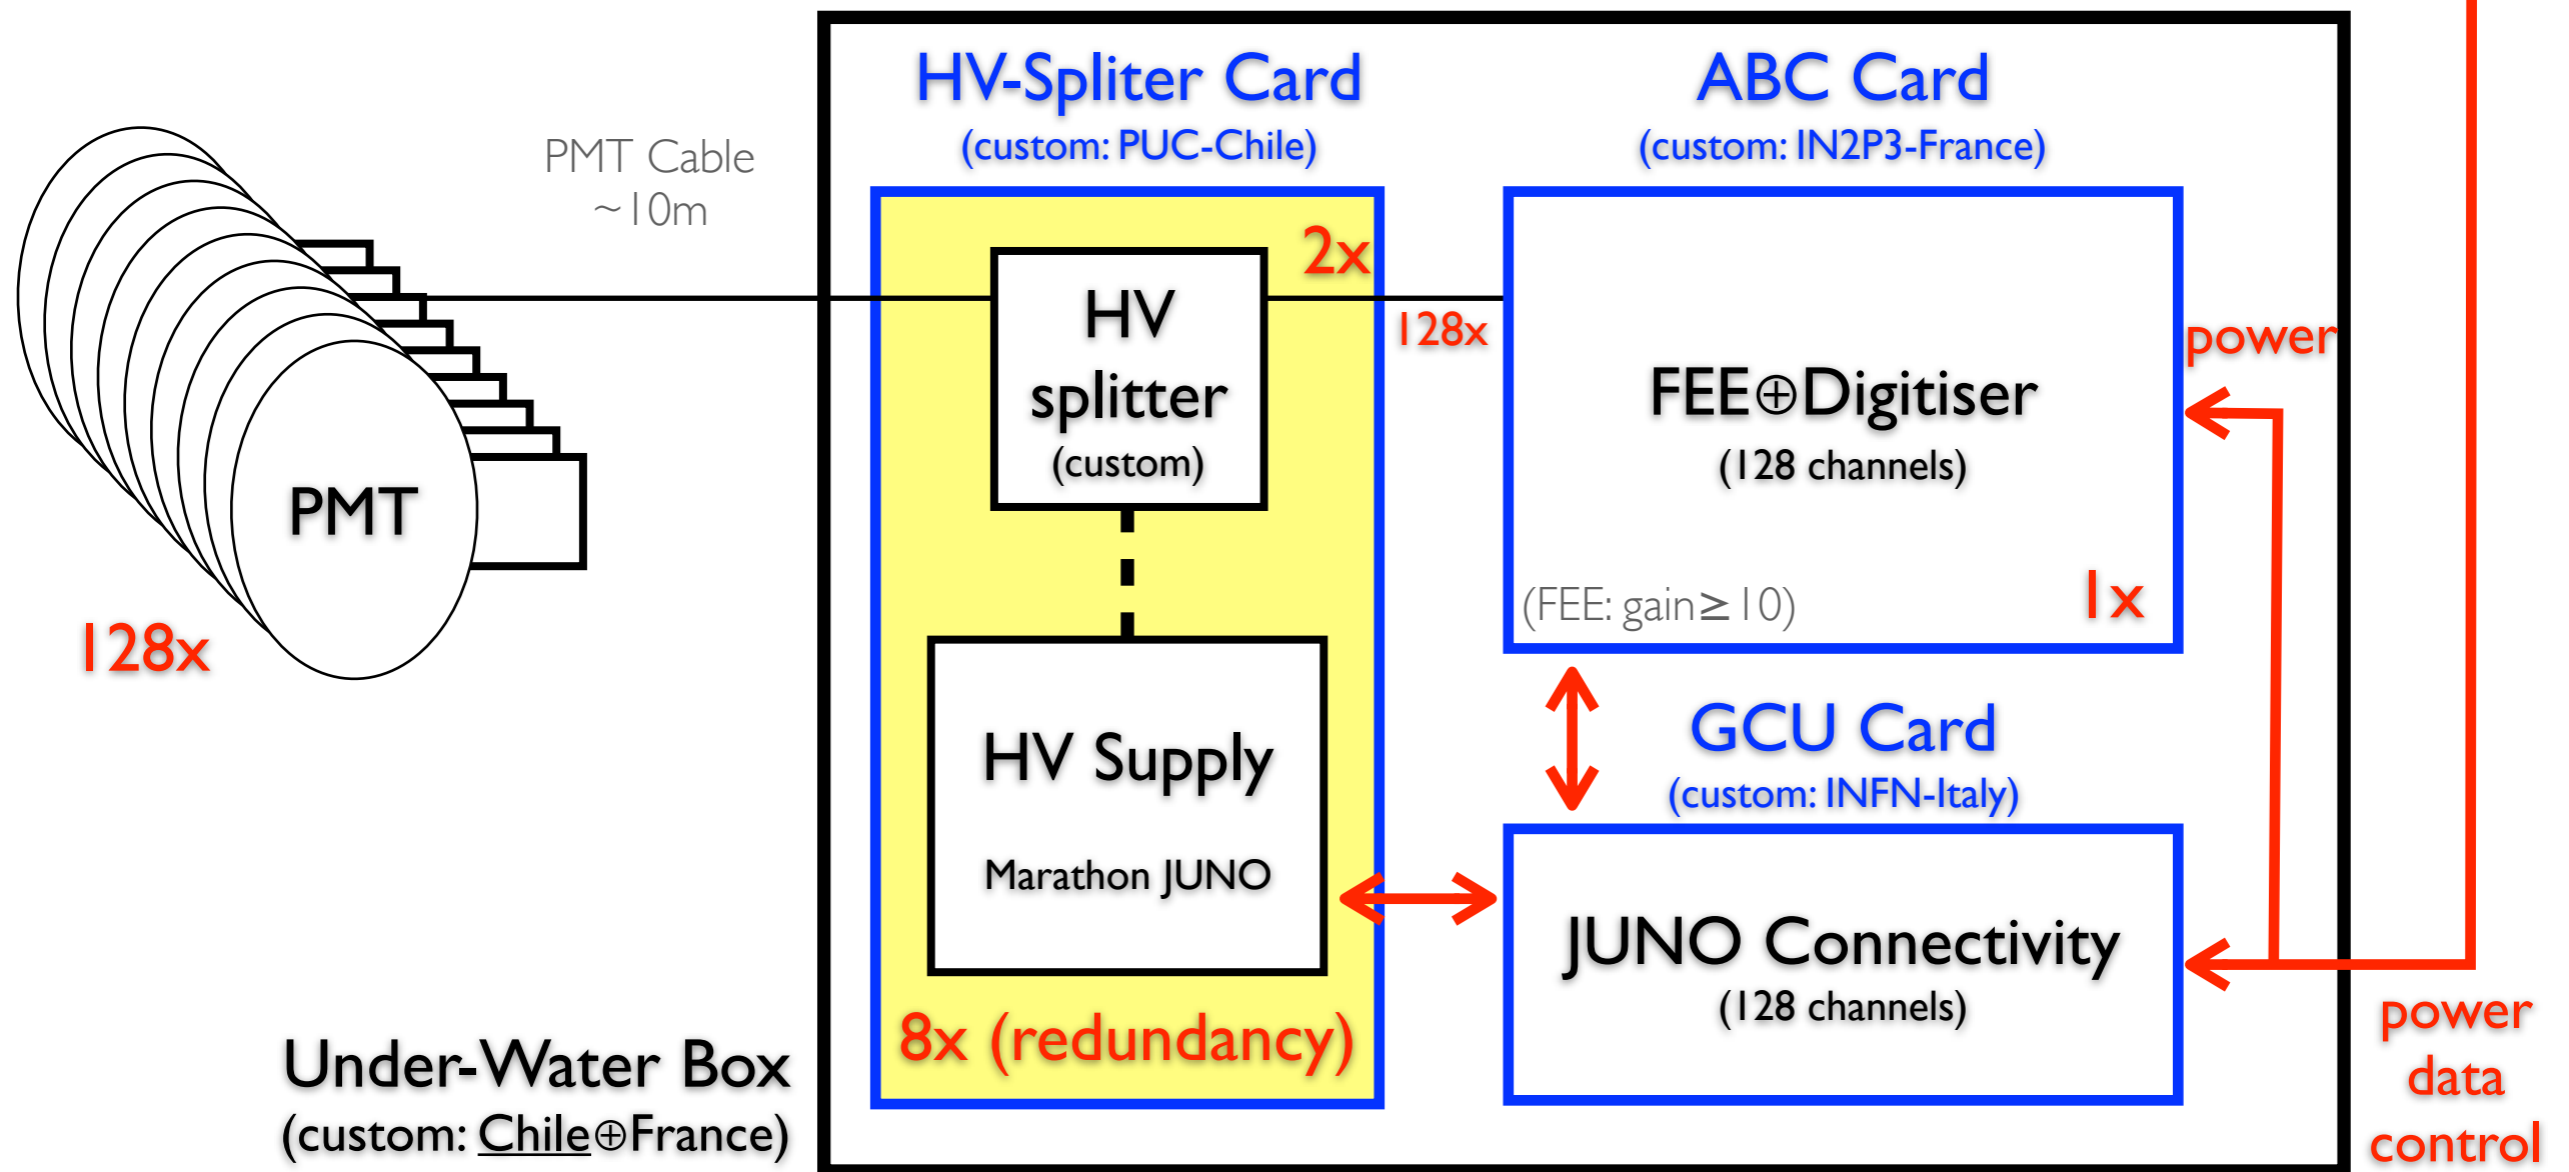 HV-Spliter Card
(custom: PUC-Chile)
ABC Card
(custom: IN2P3-France)
PMT Cable
~10m
2x
128x
HV
splitter
(custom)
power
FEE⊕Digitiser
(128 channels)
(FEE: gain≥10)
1x
PMT
128x
HV Supply
Marathon JUNO
8x (redundancy)
GCU Card
(custom: INFN-Italy)
JUNO Connectivity
(128 channels)
Under-Water Box
(custom: Chile⊕France)
power
data
control